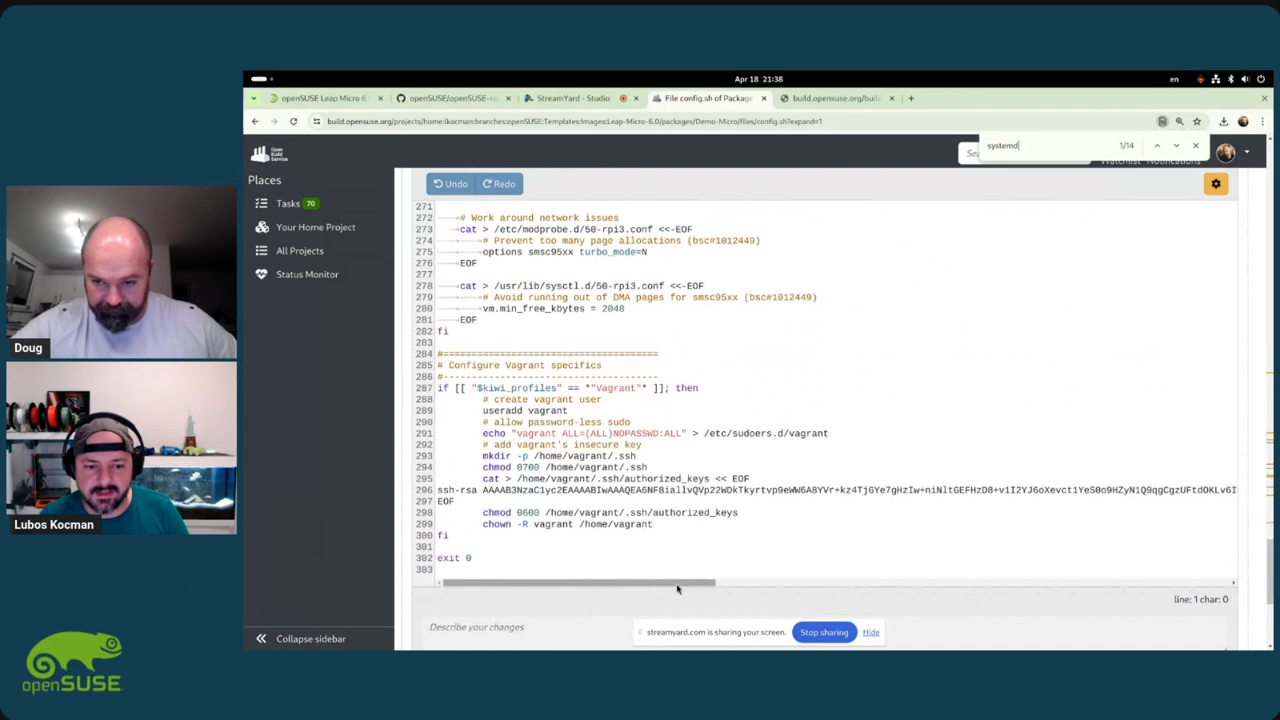 Apr 18 21:38
en
openSUSE Leap Micro 6.
openSUSE/openSUSE-re
StreamYard - Studio
File config.sh of Package
build.opensuse.org/buil
build.opensuse.org/projects/home:lkocman:branches:openSUSE:Templates:Images:Leap-Micro-6.0/packages/Demo-Micro/files/config.sh?expand=1
systemd
1/14
Open
Build
Service
Sea
Watchlist Notifications
Places
Tasks 70
Your Home Project
All Projects
Status Monitor
Collapse sidebar
Undo
Redo
271
272 # Work around network issues
273 cat > /etc/modprobe.d/50-rpi3.conf <<-EOF
274 # Prevent too many page allocations (bsc#1012449)
275 options smsc95xx turbo_mode=N
276 EOF
277
278 cat > /usr/lib/sysctl.d/50-rpi3.conf <<-EOF
279 # Avoid running out of DMA pages for smsc95xx (bsc#1012449)
280 vm.min_free_kbytes = 2048
281 EOF
282 fi
283
284 #======================================
285 # Configure Vagrant specifics
286 #--------------------------------------
287 if [[ "$kiwi_profiles" == *"Vagrant"* ]]; then
288 # create vagrant user
289 useradd vagrant
290 # allow password-less sudo
291 echo "vagrant ALL=(ALL)NOPASSWD:ALL" > /etc/sudoers.d/vagrant
292 # add vagrant's insecure key
293 mkdir -p /home/vagrant/.ssh
294 chmod 0700 /home/vagrant/.ssh
295 cat > /home/vagrant/.ssh/authorized_keys << EOF
296 ssh-rsa
297 EOF
298 chmod 0600 /home/vagrant/.ssh/authorized_keys
299 chown -R vagrant /home/vagrant
300 fi
301
302 exit 0
303
line: 1 char: 0
Describe your changes
streamyard.com is sharing your screen.
Stop sharing
Hide
Doug
Lubos Kocman
openSUSE.